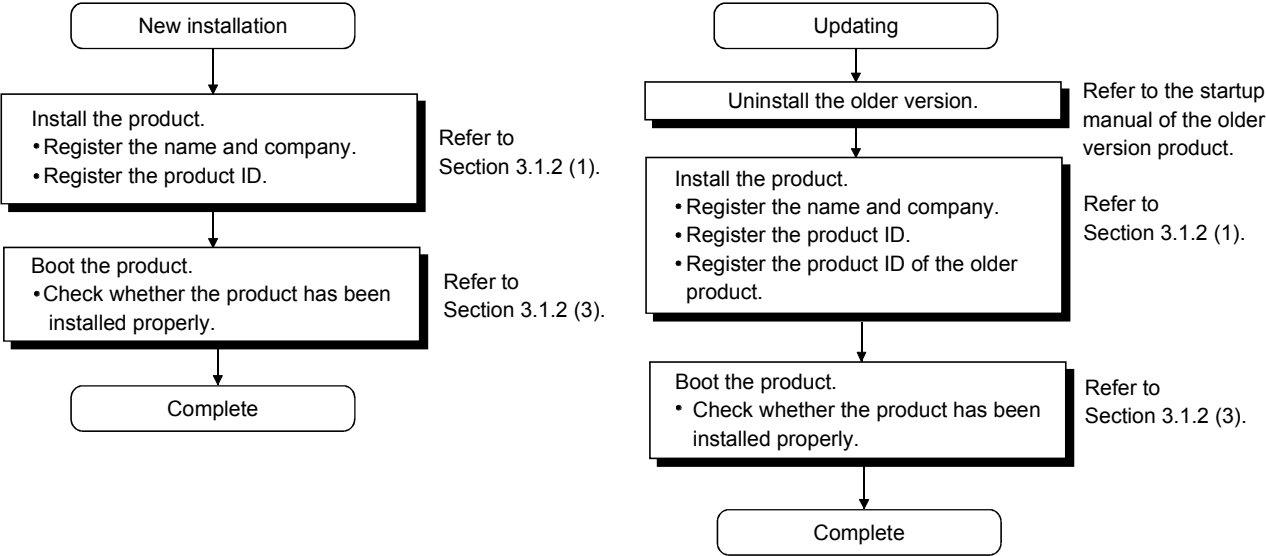 New installation
Install the product.
• Register the name and company.
• Register the product ID.
Refer to
Section 3.1.2 (1).
Boot the product.
• Check whether the product has been
installed properly.
Refer to
Section 3.1.2 (3).
Complete
Updating
Uninstall the older version.
Refer to the startup
manual of the older
version product.
Install the product.
• Register the name and company.
• Register the product ID.
• Register the product ID of the older
product.
Refer to
Section 3.1.2 (1).
Boot the product.
• Check whether the product has been
installed properly.
Refer to
Section 3.1.2 (3).
Complete